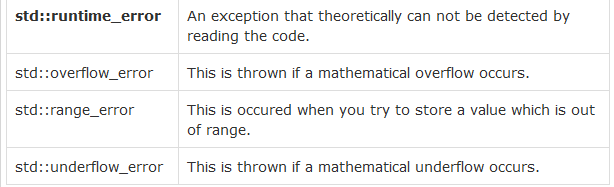 std::runtime_error An exception that theoretically can not be detected by
reading the code.
std::overflow_error This is thrown if a mathematical overflow occurs.
std::range_error This is occured when you try to store a value which is out
of range.
std::underflow_error This is thrown if a mathematical underflow occurs.